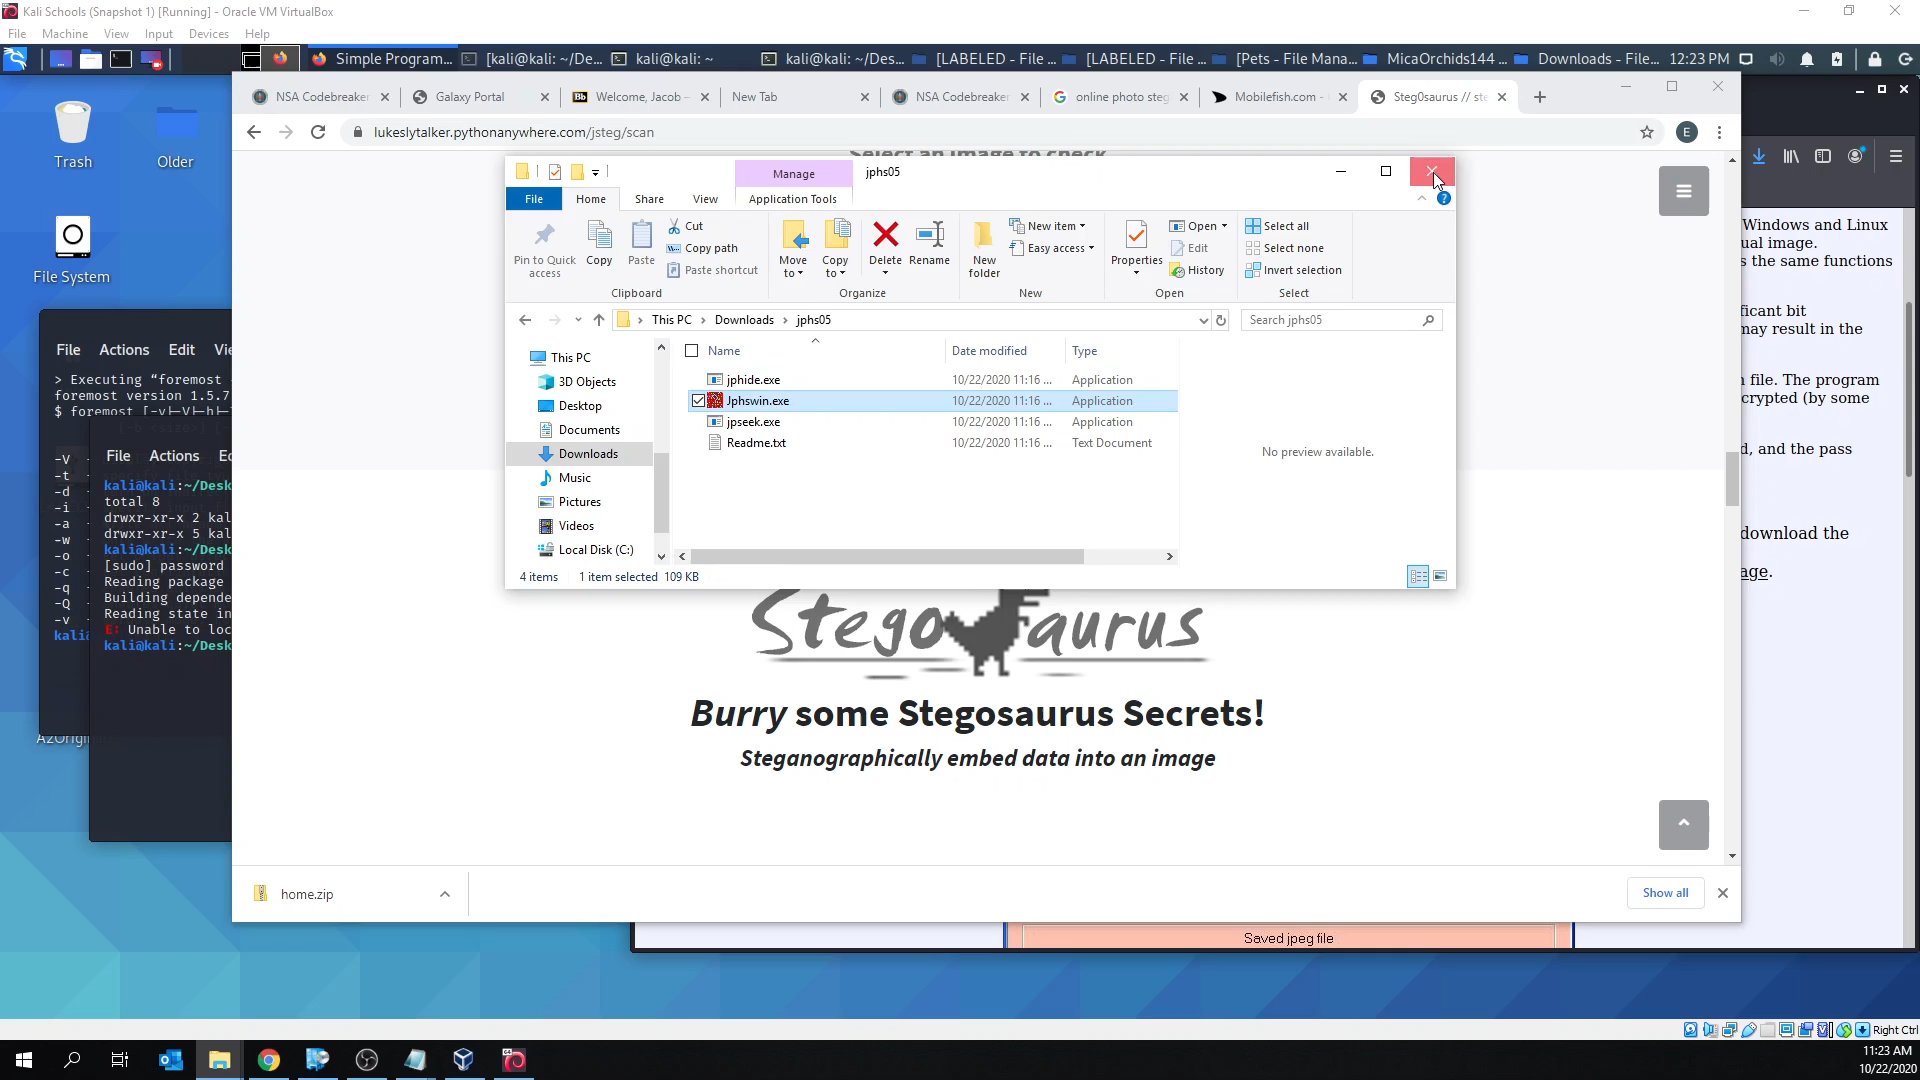 Kali Schools (Snapshot 1) [Running] - Oracle VM VirtualBox
File Machine View Input Devices Help
Simple Program... [kali@kali: ~/De... kali@kali: ~ kali@kali: ~/Des... [LABELED - File ... [LABELED - File ... [Pets - File Mana... MicaOrchids144 ... Downloads - File... 12:23 PM
NSA Codebreaker Galaxy Portal Bb Welcome, Jacob New Tab NSA Codebreaker online photo steg Mobilefish.com - Steg0saurus // ste
lukeslytalker.pythonanywhere.com/jsteg/scan E
Trash
Older
File System
Select an image to check
Manage jphs05
File Home Share View Application Tools
Pin to Quick access
Copy
Paste
Cut
Copy path
Paste shortcut
Clipboard
Move to
Copy to
Delete
Rename
Organize
New folder
New item
Easy access
New
Properties
Open
Edit
History
Open
Select all
Select none
Invert selection
Select
This PC Downloads jphs05 Search jphs05
This PC
3D Objects
Desktop
Documents
Downloads
Music
Pictures
Videos
Local Disk (C:)
Name Date modified Type
jphide.exe 10/22/2020 11:16 ... Application
Jphswin.exe 10/22/2020 11:16 ... Application
jpseek.exe 10/22/2020 11:16 ... Application
Readme.txt 10/22/2020 11:16 ... Text Document
No preview available.
4 items 1 item selected 109 KB
File Actions Edit Vie
> Executing “foremost
foremost version 1.5.7
$ foremost [-v|-V|-h|-T
-V
-t
-d
-i
-a
-w
-o
-c
-q
-Q
-v
kali
File Actions Ed
kali@kali:~/Desk
total 8
drwxr-xr-x 2 kal
drwxr-xr-x 5 kal
kali@kali:~/Desk
[sudo] password
Reading package
Building depende
Reading state in
E: Unable to loc
kali@kali:~/Desk
A2Origi
Windows and Linux
ual image.
s the same functions
ficant bit
may result in the
file. The program
crypted (by some
d, and the pass
download the
age.
Stegosaurus
Burry some Stegosaurus Secrets!
Steganographically embed data into an image
home.zip
Show all
Saved jpeg file
Right Ctrl
11:23 AM
10/22/2020